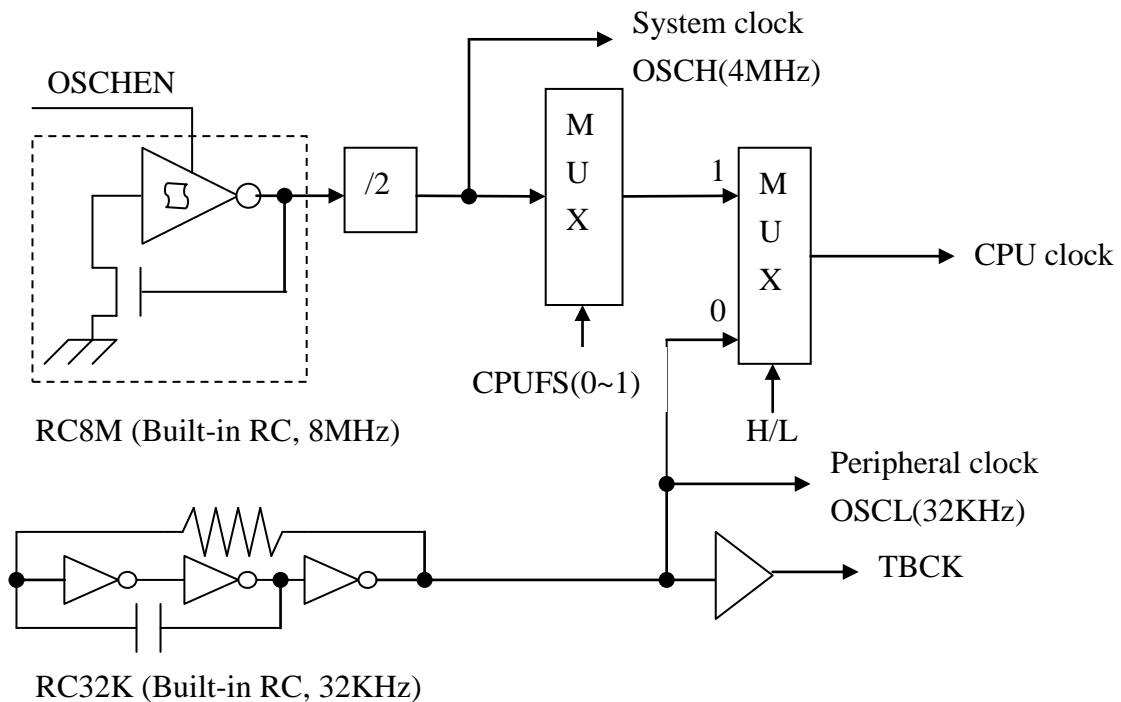 System clock
OSCH(4MHz)
OSCHEN
M
U
X
/2
1
M
U
X
CPU clock
0
CPUFS(0~1)
H/L
RC8M (Built-in RC, 8MHz)
Peripheral clock
OSCL(32KHz)
TBCK
RC32K (Built-in RC, 32KHz)